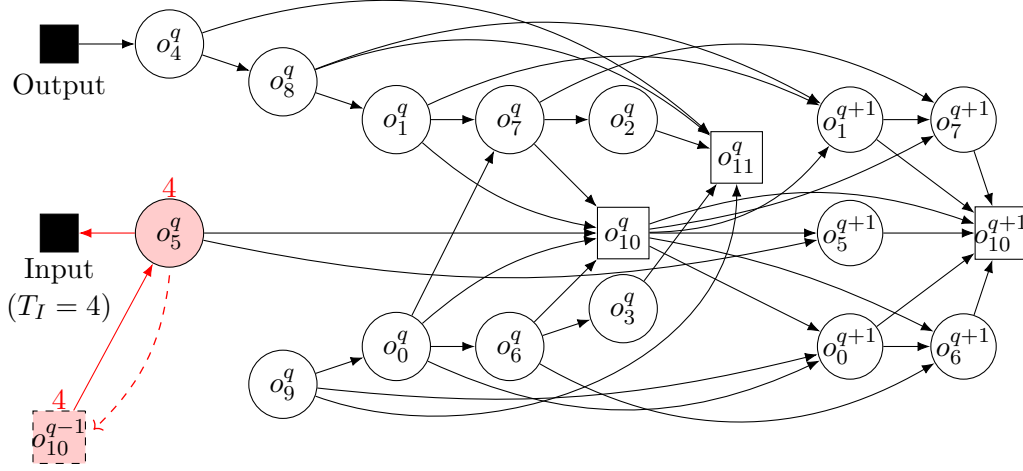 Output
o_4^q
o_8^q
o_1^q
o_7^q
o_2^q
o_11^q
o_1^{q+1}
o_7^{q+1}
4
o_5^q
Input
(T_I = 4)
o_10^q
o_5^{q+1}
o_10^{q+1}
o_3^q
o_0^q
o_6^q
o_9^q
o_0^{q+1}
o_6^{q+1}
4
o_10^{q−1}